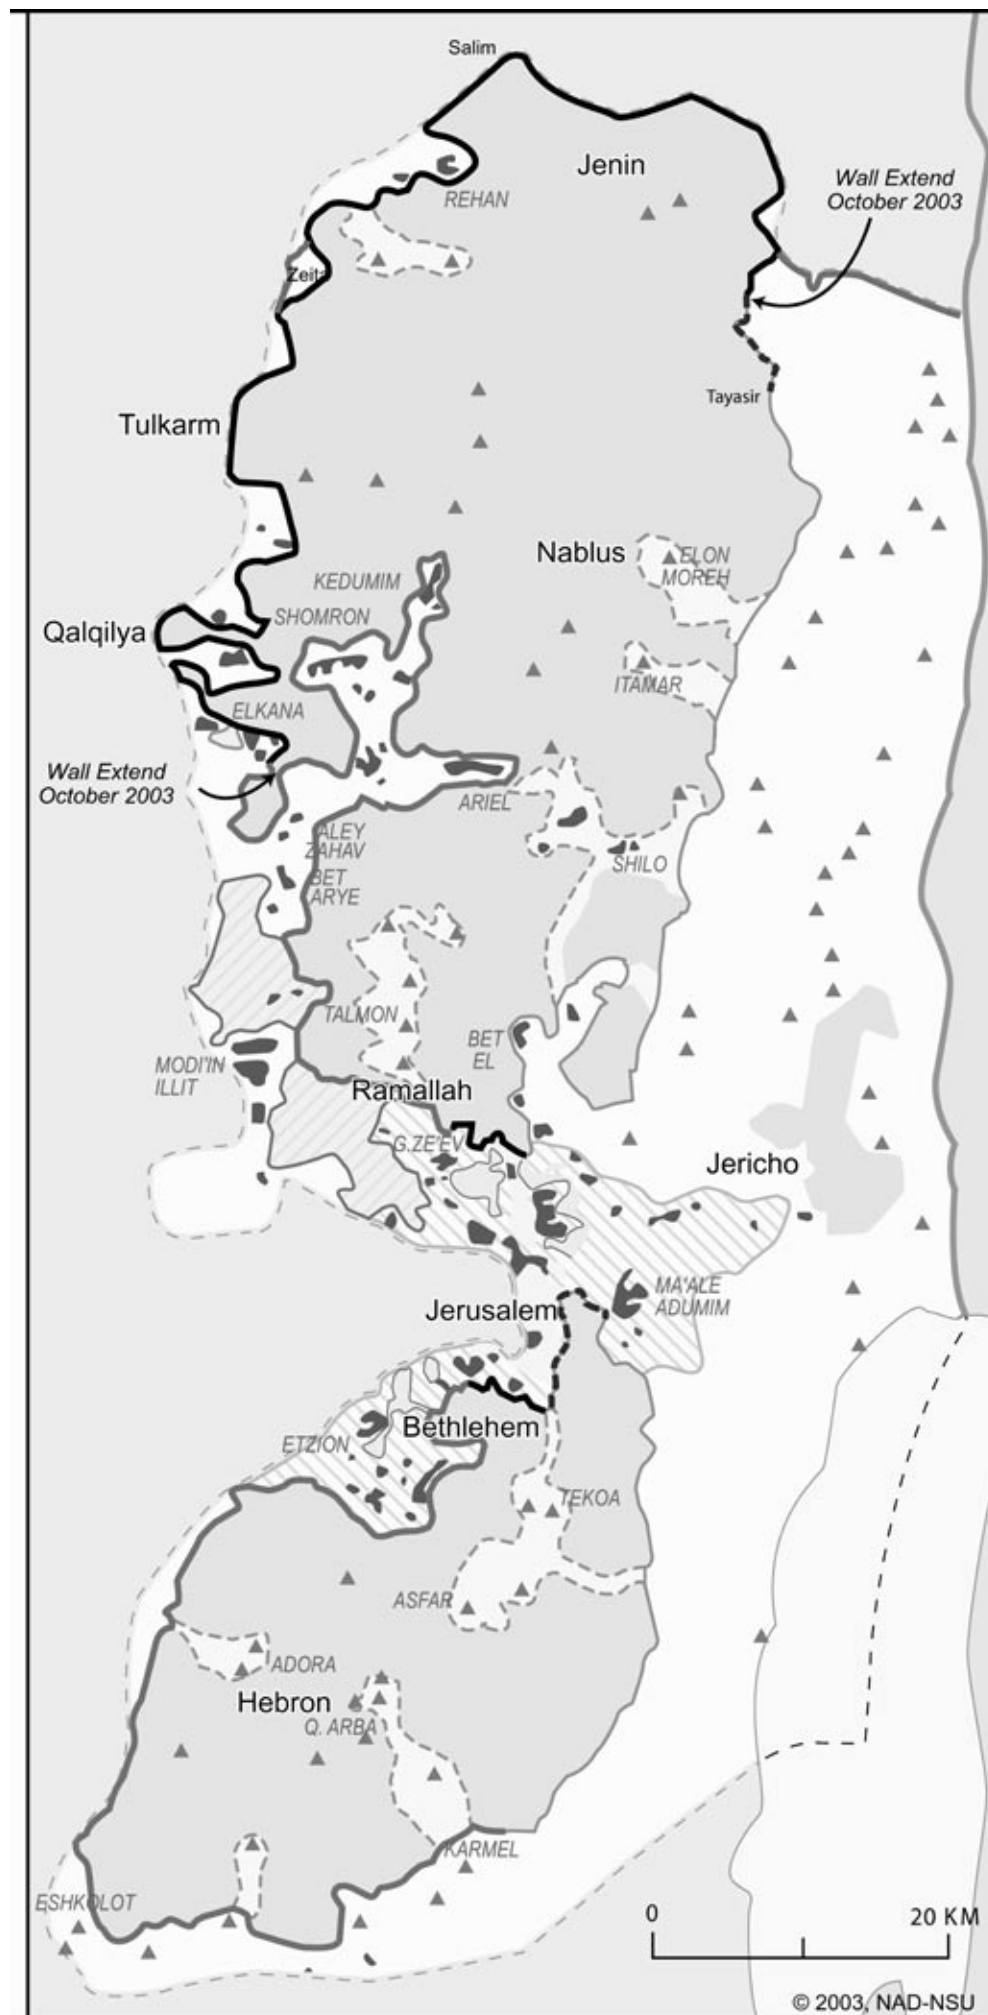 Salim
Jenin
Wall Extend
October 2003
REHAN
Zeita
Tayasir
Tulkarm
Nablus
ELON
MOREH
KEDUMIM
SHOMRON
Qalqilya
ITAMAR
ELKANA
Wall Extend
October 2003
ARIEL
ALEY
ZAHAV
SHILO
BET
ARYE
TALMON
BET
EL
MODI'IN
ILLIT
Ramallah
G.ZE'EV
Jericho
MA'ALE
ADUMIM
Jerusalem
Bethlehem
ETZION
TEKOA
ASFAR
ADORA
Hebron
Q. ARBA
KARMEL
ESHKOLOT
0
20 KM
© 2003, NAD-NSU